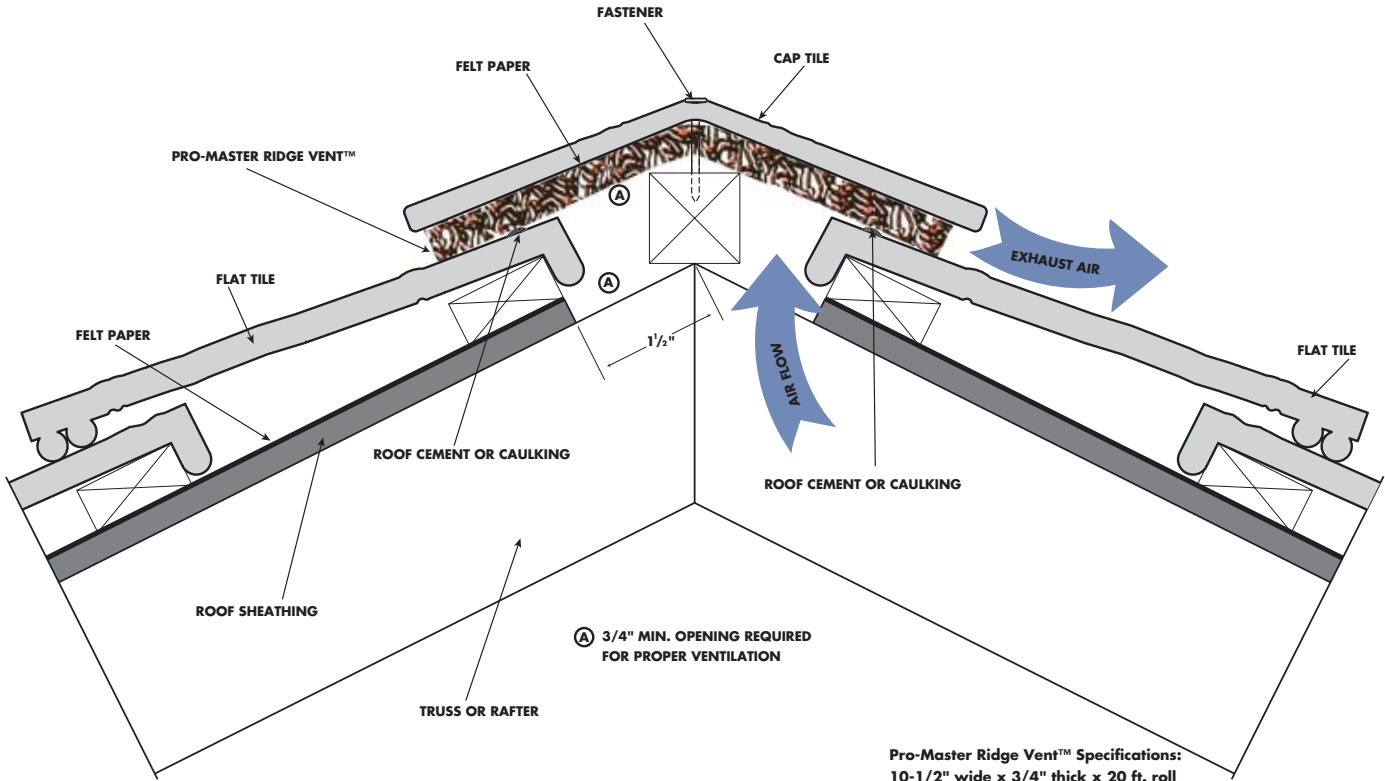 FASTENER
FELT PAPER
CAP TILE
PRO-MASTER RIDGE VENT™
A
EXHAUST AIR
FLAT TILE
A
FELT PAPER
1½"
AIR FLOW
FLAT TILE
ROOF CEMENT OR CAULKING
ROOF CEMENT OR CAULKING
ROOF SHEATHING
A 3/4" MIN. OPENING REQUIRED
FOR PROPER VENTILATION
TRUSS OR RAFTER
Pro-Master Ridge Vent™ Specifications:
10-1/2" wide x 3/4" thick x 20 ft. roll